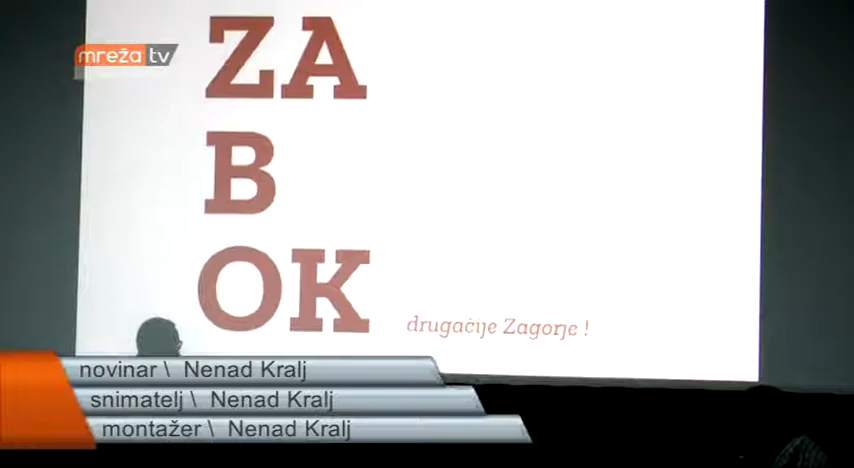 mreža tv
ZA
B
OK
drugačije Zagorje !
novinar \ Nenad Kralj
snimatelj \ Nenad Kralj
montažer \ Nenad Kralj